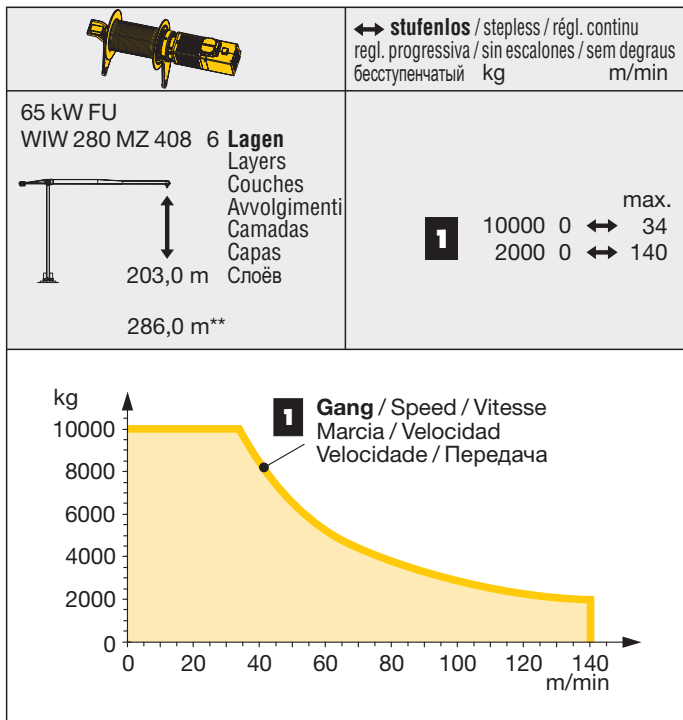 ↔ stufenlos / stepless / régl. continu
regl. progressiva / sin escalones / sem degraus
бесступенчатый kg m/min
65 kW FU
WIW 280 MZ 408 6 Lagen
Layers
Couches
Avvolgimenti
Camadas
Capas
203,0 m Слоёв
286,0 m**
max.
1 10000 0 ↔ 34
2000 0 ↔ 140
kg
1 Gang / Speed / Vitesse
Marcia / Velocidad
Velocidade / Передача
10000
8000
6000
4000
2000
0
0 20 40 60 80 100 120 140
m/min